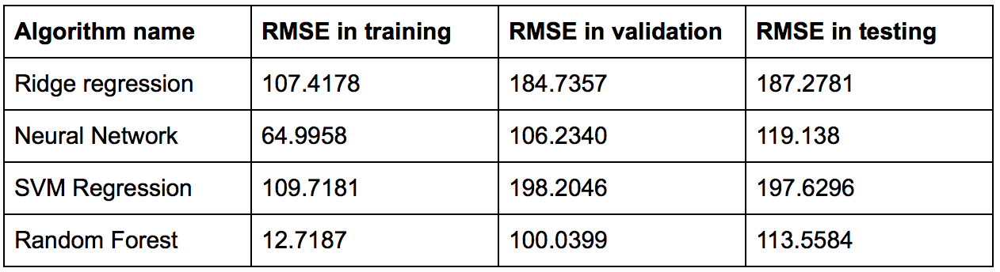 Algorithm name RMSE in training RMSE in validation RMSE in testing
Ridge regression 107.4178 184.7357 187.2781
Neural Network 64.9958 106.2340 119.138
SVM Regression 109.7181 198.2046 197.6296
Random Forest 12.7187 100.0399 113.5584